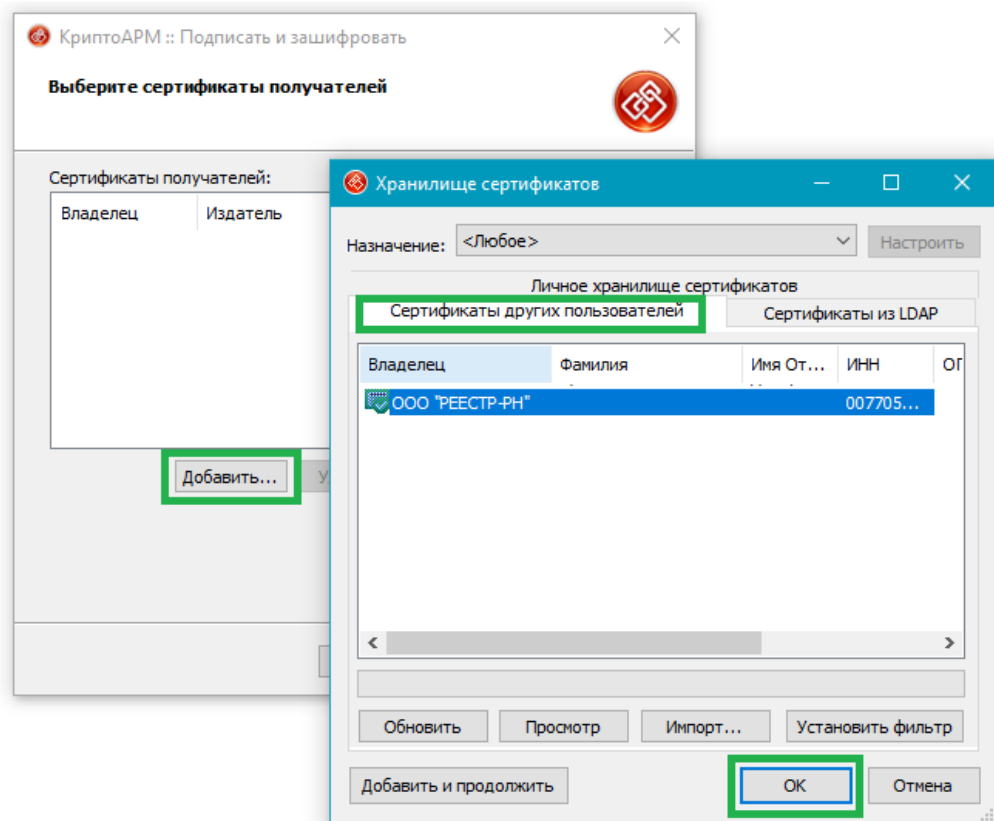 КриптоАРМ :: Подписать и зашифровать
Выберите сертификаты получателей
Сертификаты получателей:
Владелец Издатель
Добавить...
Хранилище сертификатов
Назначение: <Любое> Настроить
Личное хранилище сертификатов
Сертификаты других пользователей Сертификаты из LDAP
Владелец Фамилия Имя От... ИНН ОГ
ООО "РЕЕСТР-РН" 007705...
Обновить Просмотр Импорт... Установить фильтр
Добавить и продолжить OK Отмена